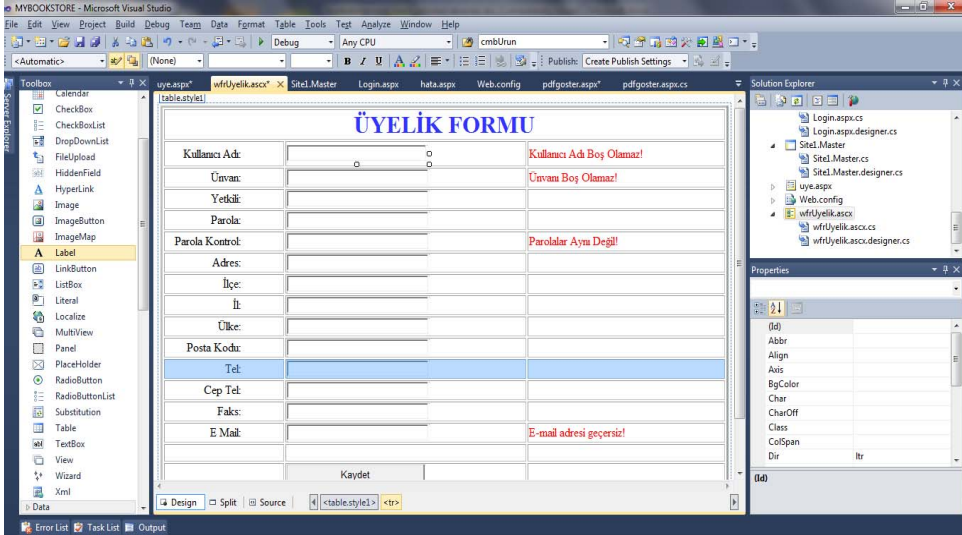 MYBOOKSTORE - Microsoft Visual Studio
File Edit View Project Build Debug Team Data Format Table Tools Test Analyze Window Help
Debug Any CPU cmbUrun
<Automatic> (None) B I U A Publish: Create Publish Settings
Server Explorer
Toolbox
Calendar
CheckBox
CheckBoxList
DropDownList
FileUpload
HiddenField
HyperLink
Image
ImageButton
ImageMap
Label
LinkButton
ListBox
Literal
Localize
MultiView
Panel
PlaceHolder
RadioButton
RadioButtonList
Substitution
Table
TextBox
View
Wizard
Xml
Data
uye.aspx* wfrUyelik.ascx* Site1.Master Login.aspx hata.aspx Web.config pdfgoster.aspx* pdfgoster.aspx.cs
table.style1
ÜYELİK FORMU
Kullanıcı Adı: Kullanıcı Adı Boş Olamaz!
Ünvan: Ünvanı Boş Olamaz!
Yetkili:
Parola:
Parola Kontrol: Parolalar Aynı Değil!
Adres:
İlçe:
İl:
Ülke:
Posta Kodu:
Tel:
Cep Tel:
Faks:
E Mail: E-mail adresi geçersiz!
Kaydet
Design Split Source <table.style1> <tr>
Solution Explorer
Login.aspx.cs
Login.aspx.designer.cs
Site1.Master
Site1.Master.cs
Site1.Master.designer.cs
uye.aspx
Web.config
wfrUyelik.ascx
wfrUyelik.ascx.cs
wfrUyelik.ascx.designer.cs
Properties
(Id)
Abbr
Align
Axis
BgColor
Char
CharOff
Class
ColSpan
Dir ltr
(Id)
Error List Task List Output